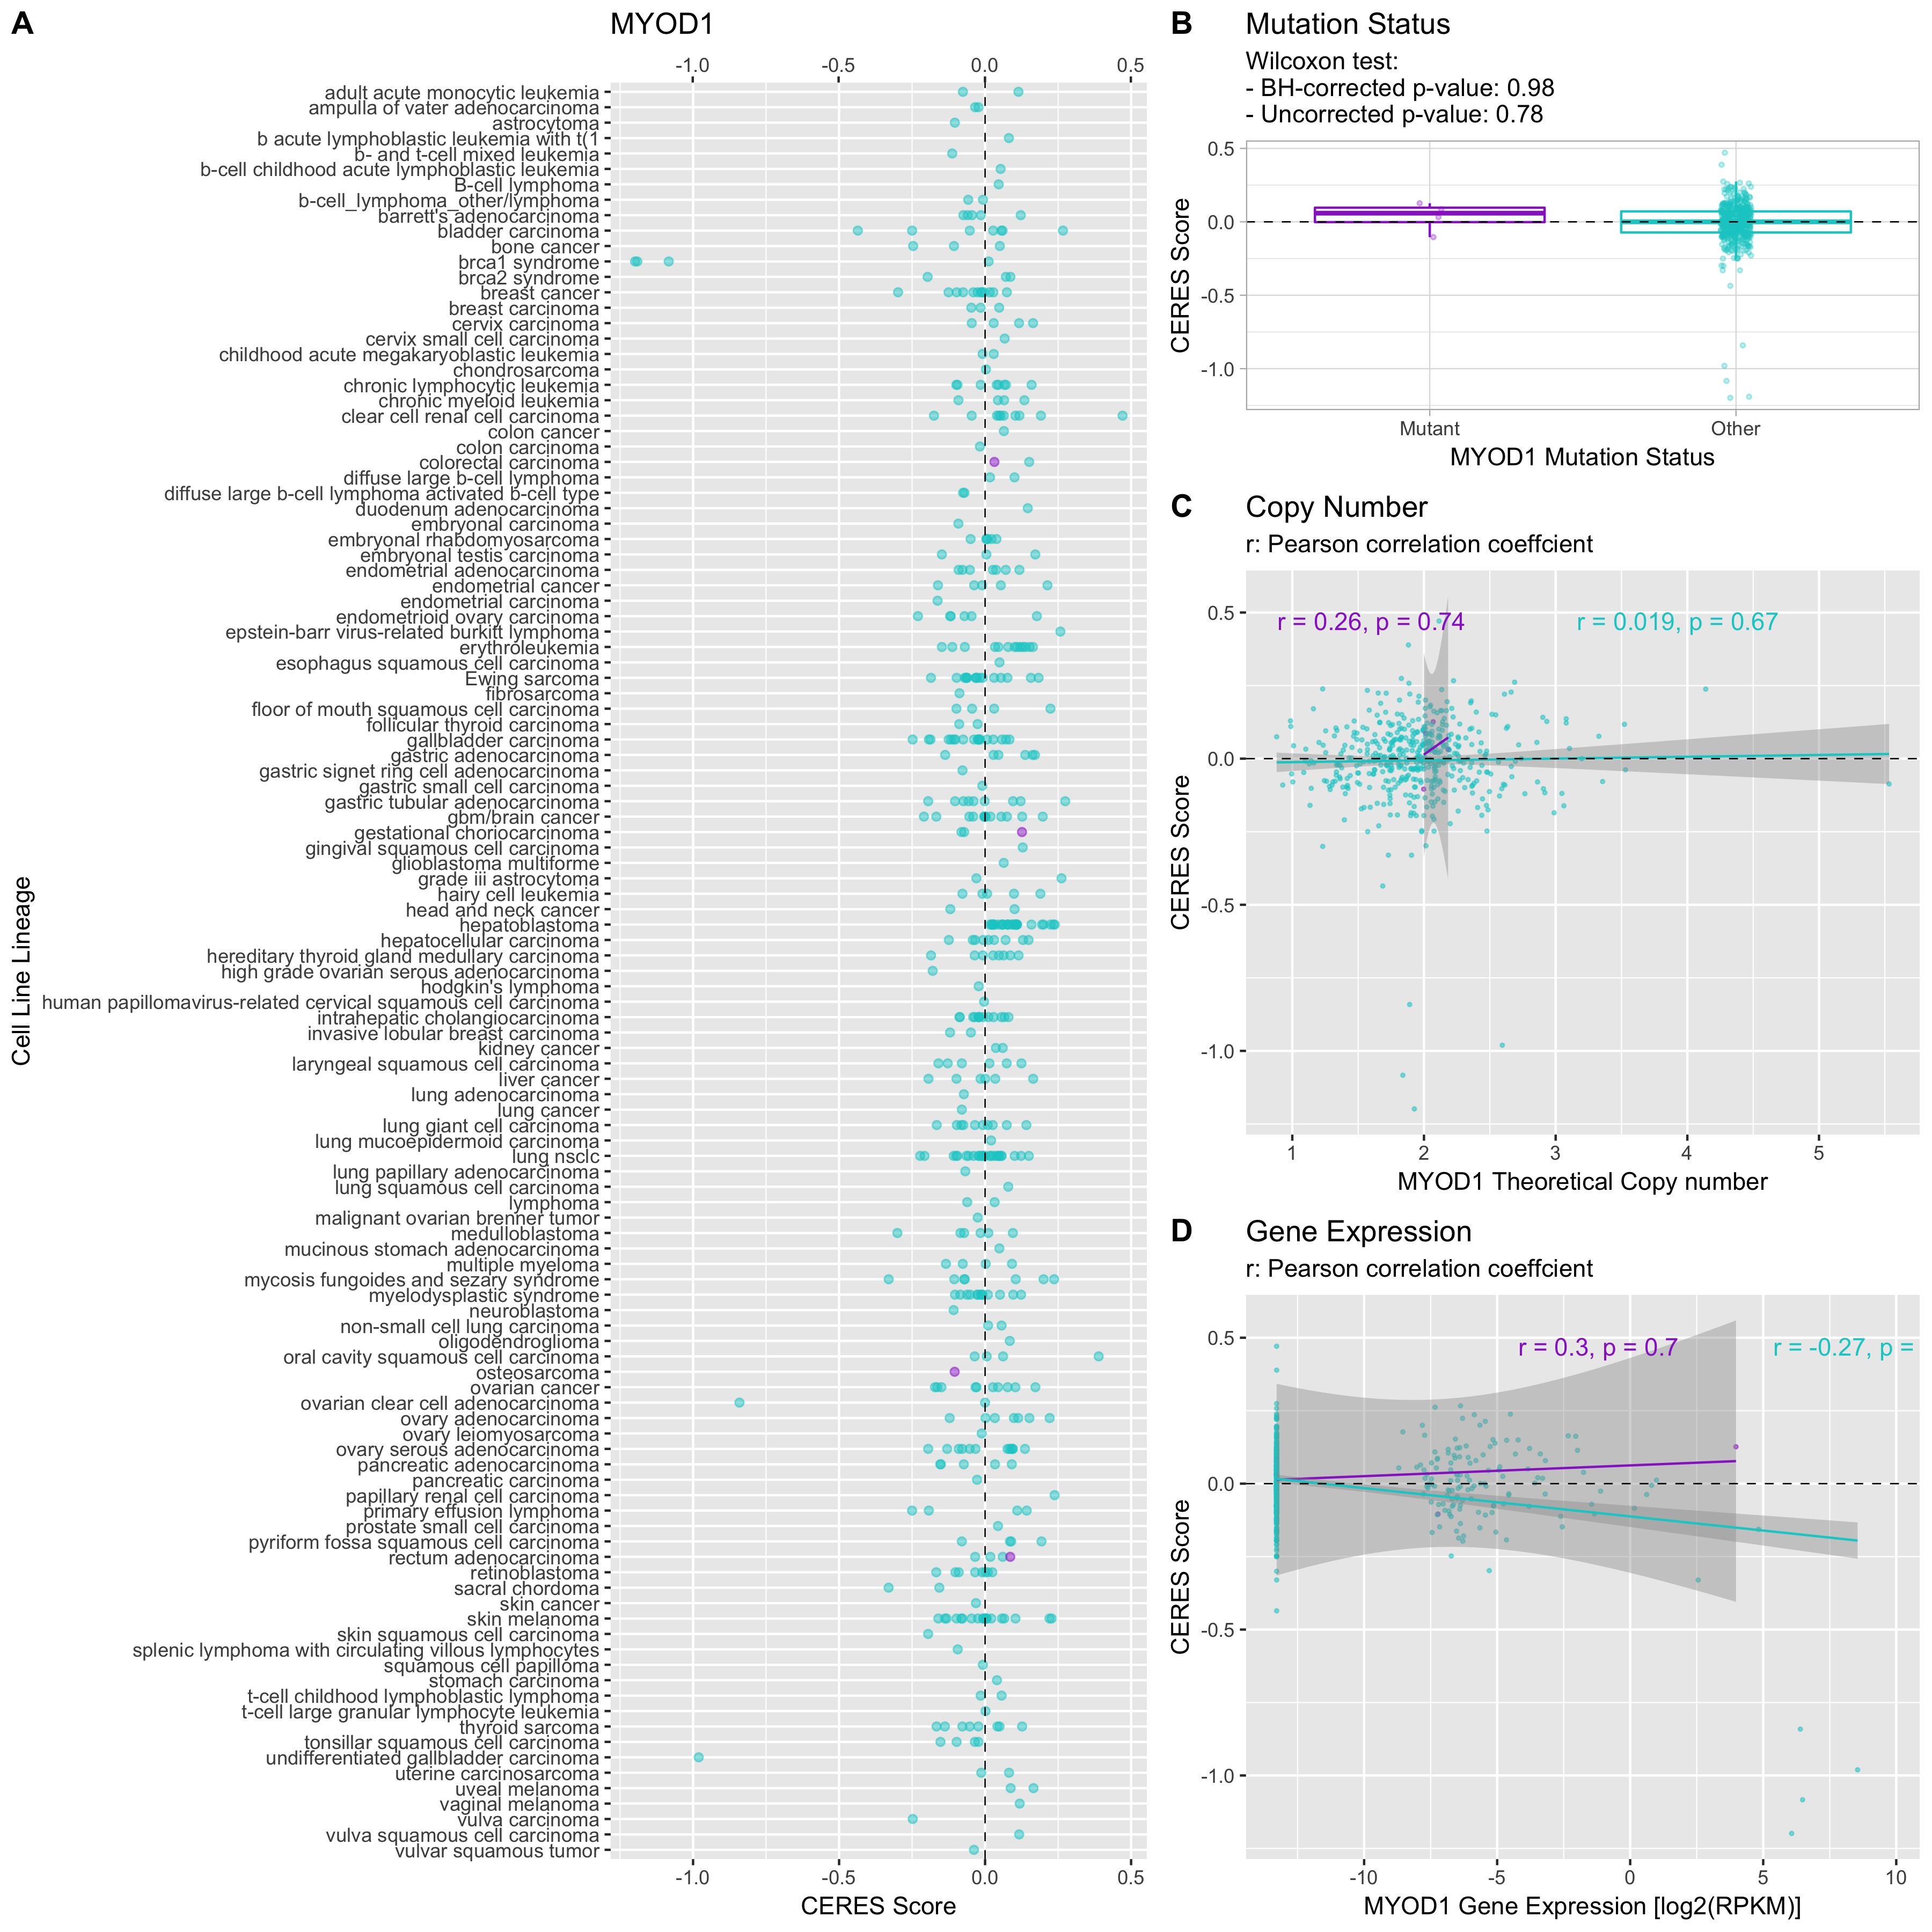 A
MYOD1
-1.0 -0.5 0.0 0.5
adult acute monocytic leukemia
ampulla of vater adenocarcinoma
astrocytoma
b acute lymphoblastic leukemia with t(1
b- and t-cell mixed leukemia
b-cell childhood acute lymphoblastic leukemia
B-cell lymphoma
b-cell_lymphoma_other/lymphoma
barrett's adenocarcinoma
bladder carcinoma
bone cancer
brca1 syndrome
brca2 syndrome
breast cancer
breast carcinoma
cervix carcinoma
cervix small cell carcinoma
childhood acute megakaryoblastic leukemia
chondrosarcoma
chronic lymphocytic leukemia
chronic myeloid leukemia
clear cell renal cell carcinoma
colon cancer
colon carcinoma
colorectal carcinoma
diffuse large b-cell lymphoma
diffuse large b-cell lymphoma activated b-cell type
duodenum adenocarcinoma
embryonal carcinoma
embryonal rhabdomyosarcoma
embryonal testis carcinoma
endometrial adenocarcinoma
endometrial cancer
endometrial carcinoma
endometrioid ovary carcinoma
epstein-barr virus-related burkitt lymphoma
erythroleukemia
esophagus squamous cell carcinoma
Ewing sarcoma
fibrosarcoma
floor of mouth squamous cell carcinoma
follicular thyroid carcinoma
gallbladder carcinoma
gastric adenocarcinoma
gastric signet ring cell adenocarcinoma
gastric small cell carcinoma
gastric tubular adenocarcinoma
gbm/brain cancer
gestational choriocarcinoma
gingival squamous cell carcinoma
glioblastoma multiforme
grade iii astrocytoma
hairy cell leukemia
head and neck cancer
hepatoblastoma
hepatocellular carcinoma
hereditary thyroid gland medullary carcinoma
high grade ovarian serous adenocarcinoma
hodgkin's lymphoma
human papillomavirus-related cervical squamous cell carcinoma
intrahepatic cholangiocarcinoma
invasive lobular breast carcinoma
kidney cancer
laryngeal squamous cell carcinoma
liver cancer
lung adenocarcinoma
lung cancer
lung giant cell carcinoma
lung mucoepidermoid carcinoma
lung nsclc
lung papillary adenocarcinoma
lung squamous cell carcinoma
lymphoma
malignant ovarian brenner tumor
medulloblastoma
mucinous stomach adenocarcinoma
multiple myeloma
mycosis fungoides and sezary syndrome
myelodysplastic syndrome
neuroblastoma
non-small cell lung carcinoma
oligodendroglioma
oral cavity squamous cell carcinoma
osteosarcoma
ovarian cancer
ovarian clear cell adenocarcinoma
ovary adenocarcinoma
ovary leiomyosarcoma
ovary serous adenocarcinoma
pancreatic adenocarcinoma
pancreatic carcinoma
papillary renal cell carcinoma
primary effusion lymphoma
prostate small cell carcinoma
pyriform fossa squamous cell carcinoma
rectum adenocarcinoma
retinoblastoma
sacral chordoma
skin cancer
skin melanoma
skin squamous cell carcinoma
splenic lymphoma with circulating villous lymphocytes
squamous cell papilloma
stomach carcinoma
t-cell childhood lymphoblastic lymphoma
t-cell large granular lymphocyte leukemia
thyroid sarcoma
tonsillar squamous cell carcinoma
undifferentiated gallbladder carcinoma
uterine carcinosarcoma
uveal melanoma
vaginal melanoma
vulva carcinoma
vulva squamous cell carcinoma
vulvar squamous tumor
-1.0 -0.5 0.0 0.5
CERES Score
Cell Line Lineage
B
Mutation Status
Wilcoxon test:
- BH-corrected p-value: 0.98
- Uncorrected p-value: 0.78
0.5
0.0
-0.5
-1.0
CERES Score
Mutant Other
MYOD1 Mutation Status
C
Copy Number
r: Pearson correlation coeffcient
r = 0.26, p = 0.74 r = 0.019, p = 0.67
0.5
0.0
-0.5
-1.0
CERES Score
1 2 3 4 5
MYOD1 Theoretical Copy number
D
Gene Expression
r: Pearson correlation coeffcient
r = 0.3, p = 0.7 r = -0.27, p =
0.5
0.0
-0.5
-1.0
CERES Score
-10 -5 0 5 10
MYOD1 Gene Expression [log2(RPKM)]